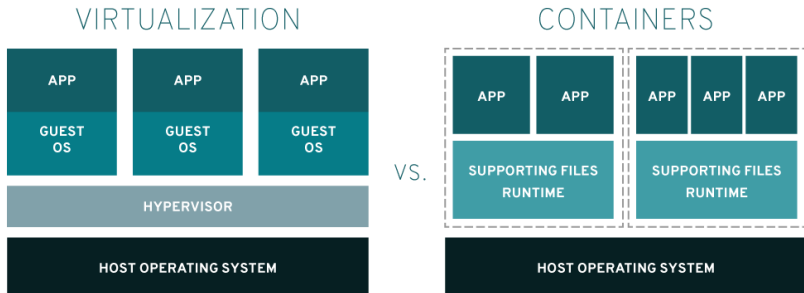 VIRTUALIZATION
APP
APP
APP
GUEST
OS
GUEST
OS
GUEST
OS
HYPERVISOR
HOST OPERATING SYSTEM
VS.
CONTAINERS
APP
APP
SUPPORTING FILES
RUNTIME
APP
APP
APP
SUPPORTING FILES
RUNTIME
HOST OPERATING SYSTEM